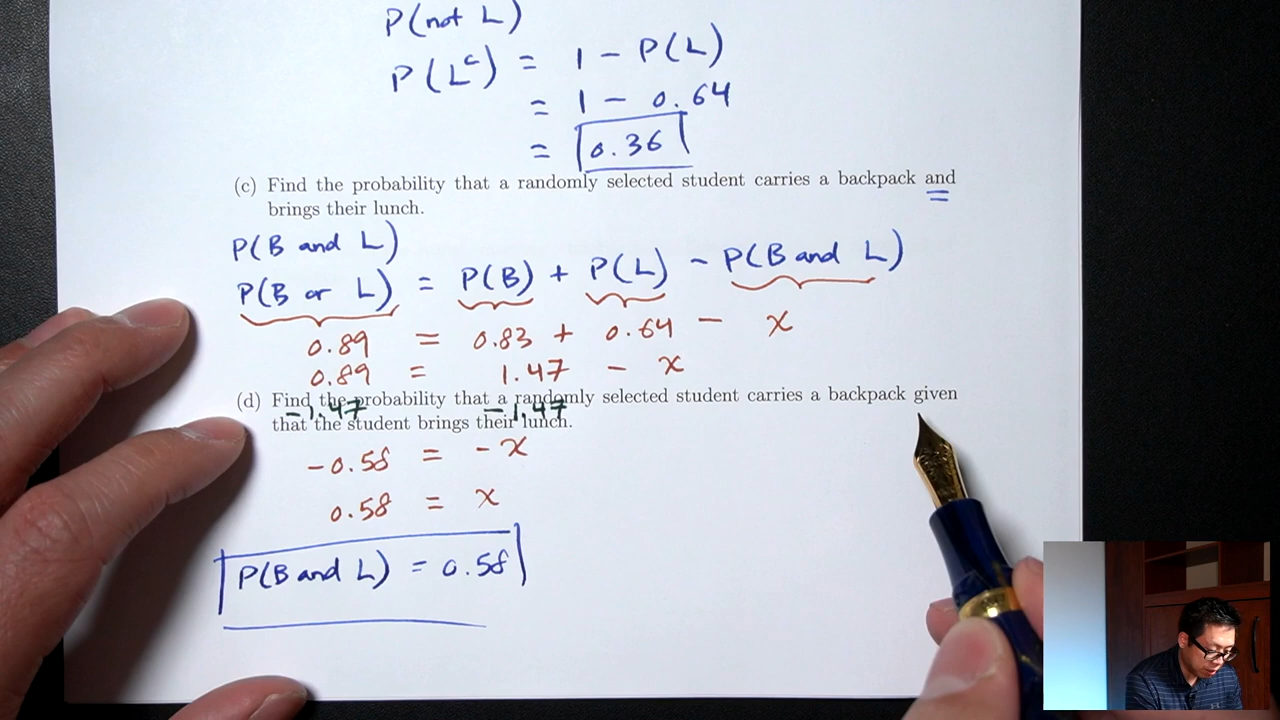 P(not L)
P(Lᶜ) = 1 - P(L)
= 1 - 0.64
= 0.36
(c) Find the probability that a randomly selected student carries a backpack and
brings their lunch.
P(B and L)
P(B or L) = P(B) + P(L) - P(B and L)
0.89 = 0.83 + 0.64 - x
0.89 = 1.47 - x
(d) Find the probability that a randomly selected student carries a backpack given
-1.47 -1.47
that the student brings their lunch.
-0.58 = -x
0.58 = x
P(B and L) = 0.58